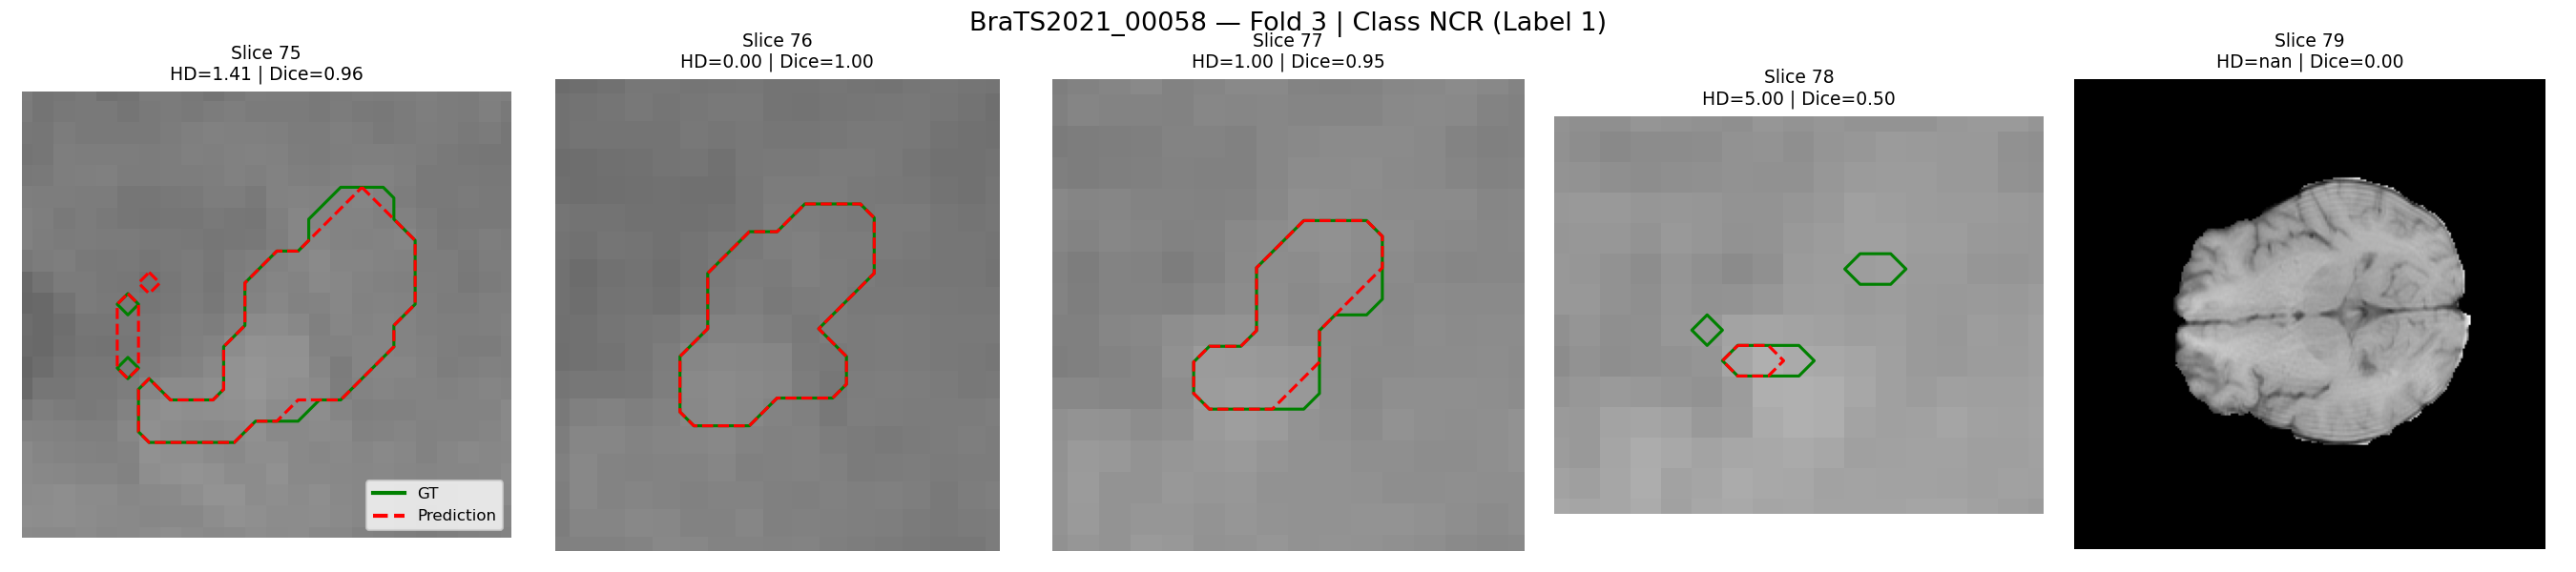 BraTS2021_00058 — Fold 3 | Class NCR (Label 1)
Slice 75
HD=1.41 | Dice=0.96
Slice 76
HD=0.00 | Dice=1.00
Slice 77
HD=1.00 | Dice=0.95
Slice 78
HD=5.00 | Dice=0.50
Slice 79
HD=nan | Dice=0.00
GT
Prediction